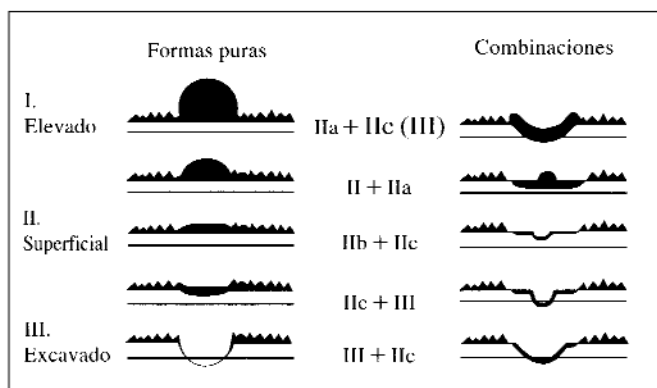 Formas puras
Combinaciones
I.
Elevado
IIa + IIc (III)
II + IIa
II.
Superficial
IIb + IIc
IIc + III
III.
Excavado
III + IIc